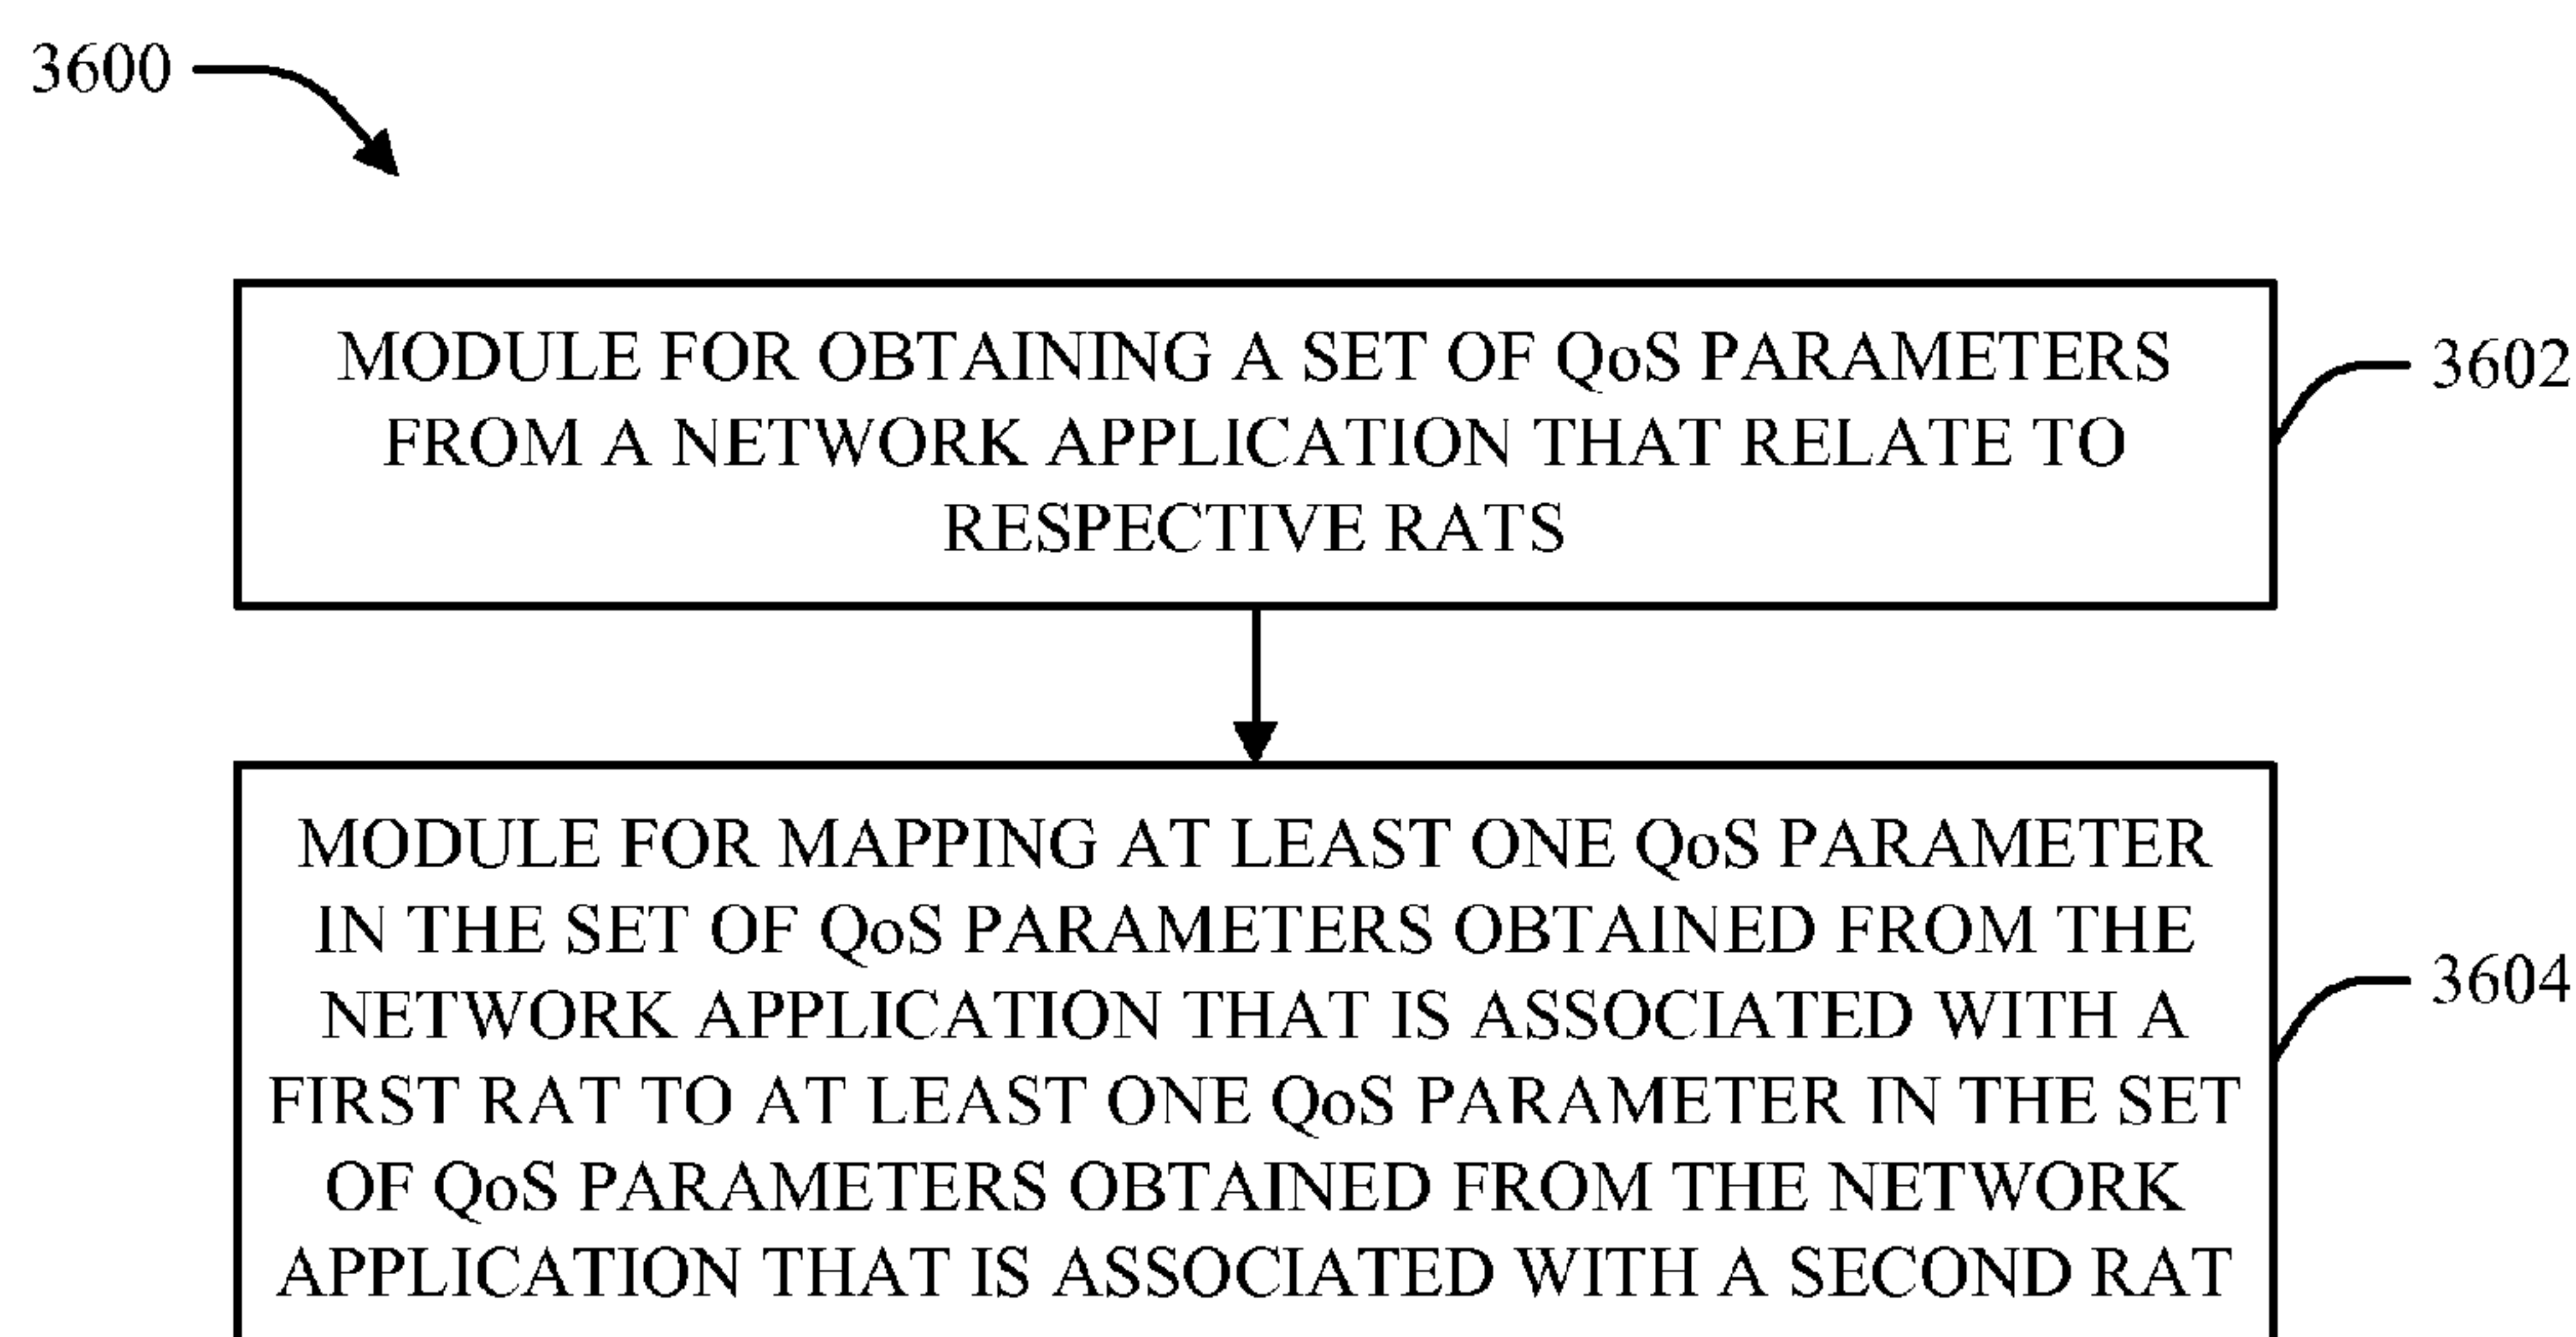 3600
MODULE FOR OBTAINING A SET OF QoS PARAMETERS
FROM A NETWORK APPLICATION THAT RELATE TO
RESPECTIVE RATS
3602
MODULE FOR MAPPING AT LEAST ONE QoS PARAMETER
IN THE SET OF QoS PARAMETERS OBTAINED FROM THE
NETWORK APPLICATION THAT IS ASSOCIATED WITH A
FIRST RAT TO AT LEAST ONE QoS PARAMETER IN THE SET
OF QoS PARAMETERS OBTAINED FROM THE NETWORK
APPLICATION THAT IS ASSOCIATED WITH A SECOND RAT
3604